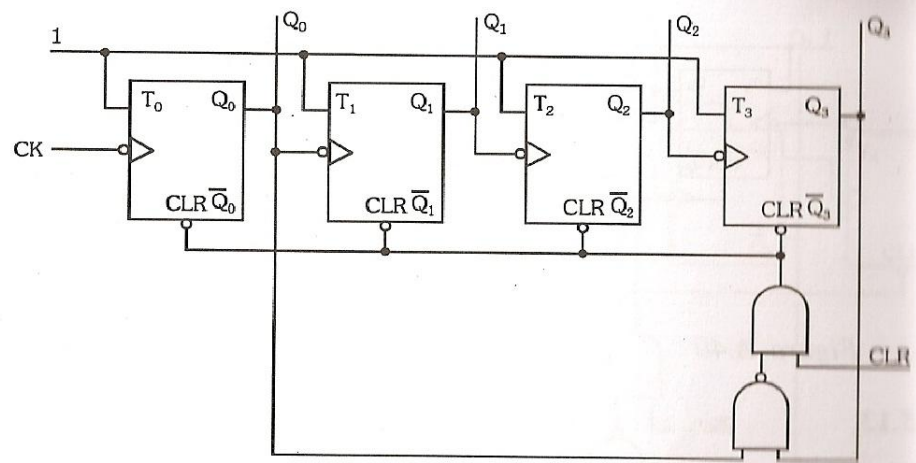 Q₀ Q₁ Q₂ Q₃
1
T₀ Q₀ T₁ Q₁ T₂ Q₂ T₃ Q₃
CK
CLR Q̅₀ CLR Q̅₁ CLR Q̅₂ CLR Q̅₃
CLR